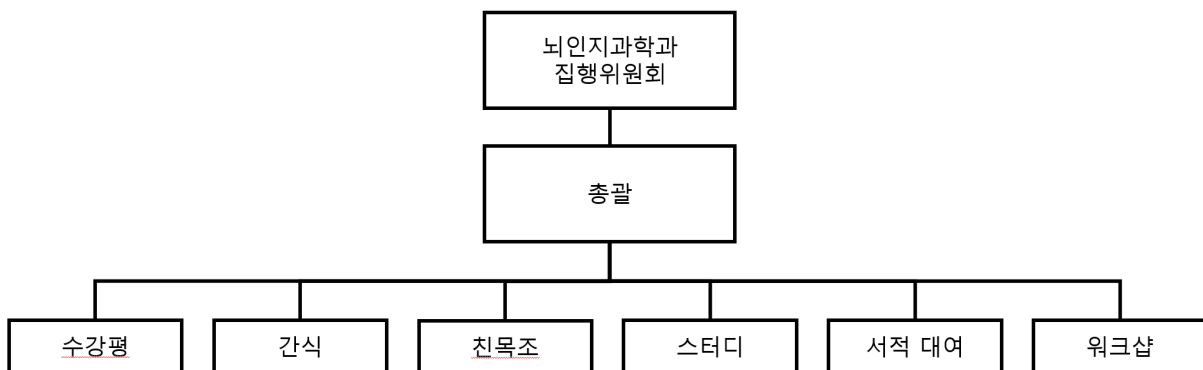 뇌인지과학과
집행위원회
총괄
수강평
간식
친목조
스터디
서적 대여
워크샵